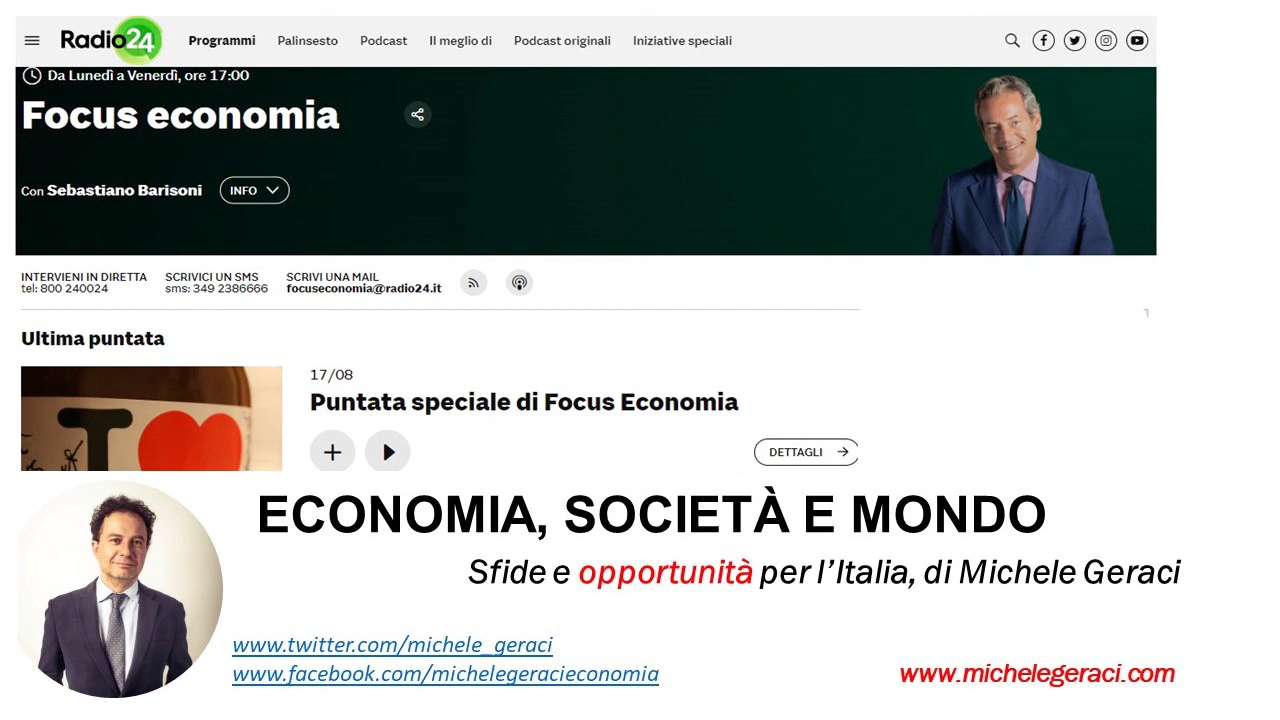 Radio24
Programmi Palinsesto Podcast Il meglio di Podcast originali Iniziative speciali
Da Lunedì a Venerdì, ore 17:00
Focus economia
Con Sebastiano Barisoni INFO
INTERVIENI IN DIRETTA SCRIVICI UN SMS SCRIVI UNA MAIL
tel: 800 240024 sms: 349 2386666 focuseconomia@radio24.it
Ultima puntata
17/08
Puntata speciale di Focus Economia
I
DETTAGLI
ECONOMIA, SOCIETÀ E MONDO
Sfide e opportunità per l'Italia, di Michele Geraci
www.twitter.com/michele_geraci
www.facebook.com/michelegeracieconomia
www.michelegeraci.com